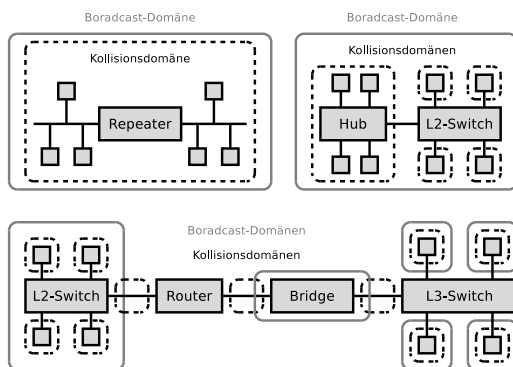 Boradcast-Domäne
Kollisionsdomäne
Repeater
Boradcast-Domäne
Kollisionsdomänen
Hub
L2-Switch
Boradcast-Domänen
Kollisionsdomänen
L2-Switch
Router
Bridge
L3-Switch